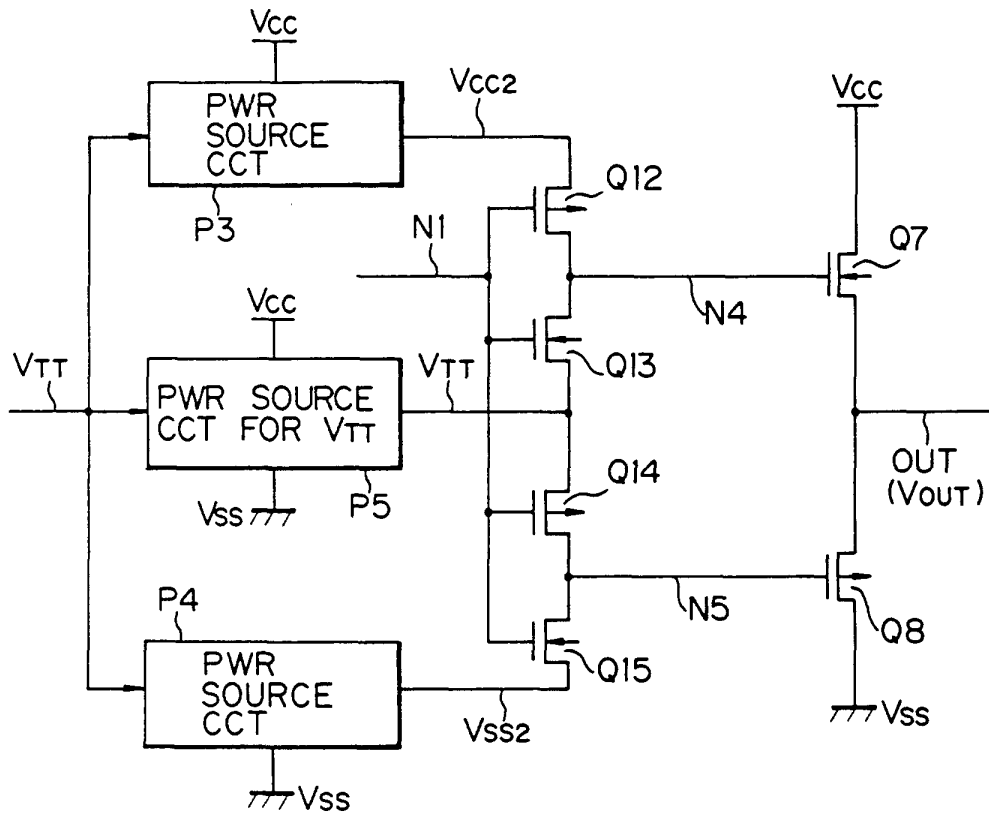 Vcc
PWR
SOURCE
CCT
P3
Vcc2
Q12
Vcc
Q7
N1
N4
Q13
Vcc
VTT
PWR SOURCE
CCT FOR VTT
P5
VTT
Vss
Q14
OUT
(VOUT)
N5
Q8
P4
PWR
SOURCE
CCT
Q15
Vss2
Vss
Vss